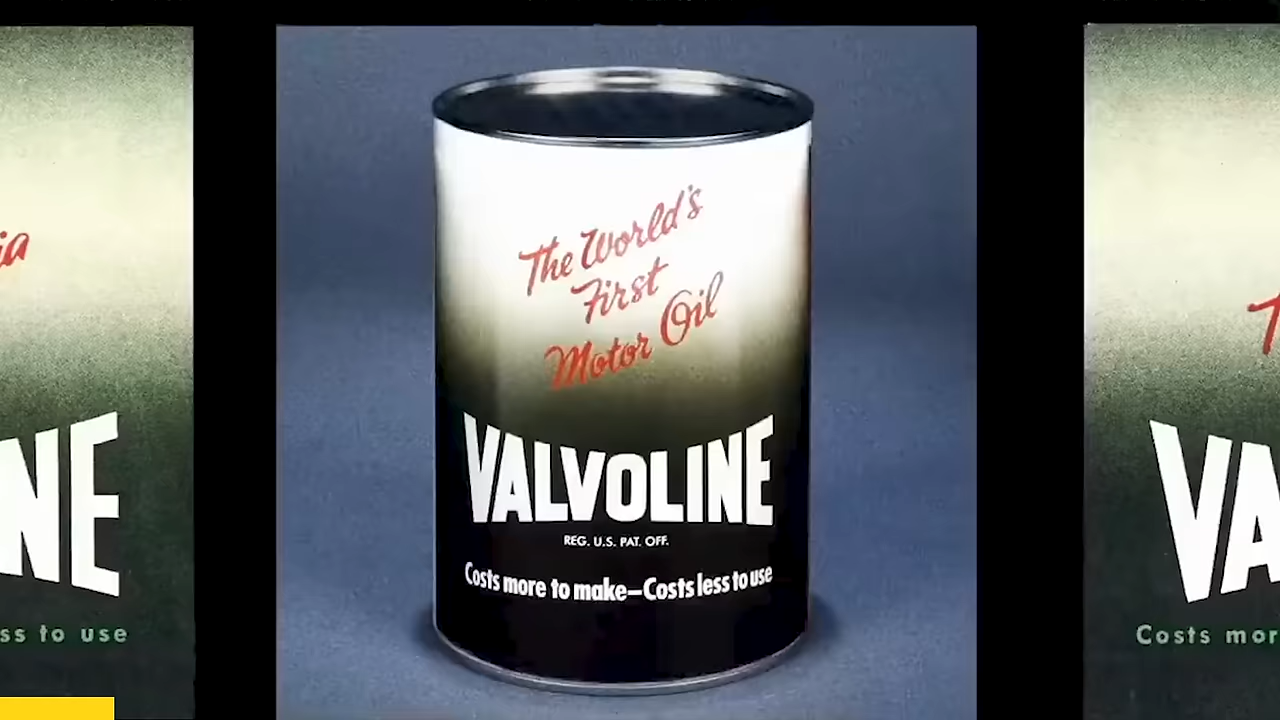 The World's
First
Motor Oil
VALVOLINE
REG. U.S. PAT. OFF.
Costs more to make–Costs less to use
ia
NE
ss to use
VA
Costs mor